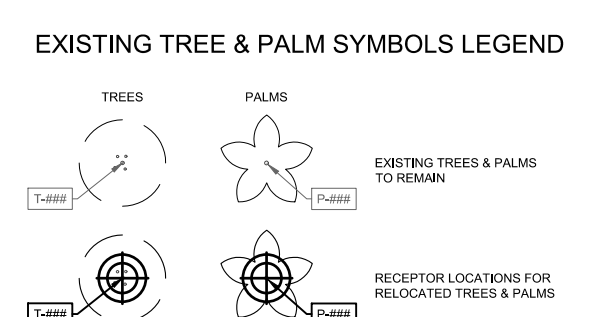 EXISTING TREE & PALM SYMBOLS LEGEND
TREES PALMS
EXISTING TREES & PALMS
TO REMAIN
T-### P-###
RECEPTOR LOCATIONS FOR
RELOCATED TREES & PALMS
T-### P-###